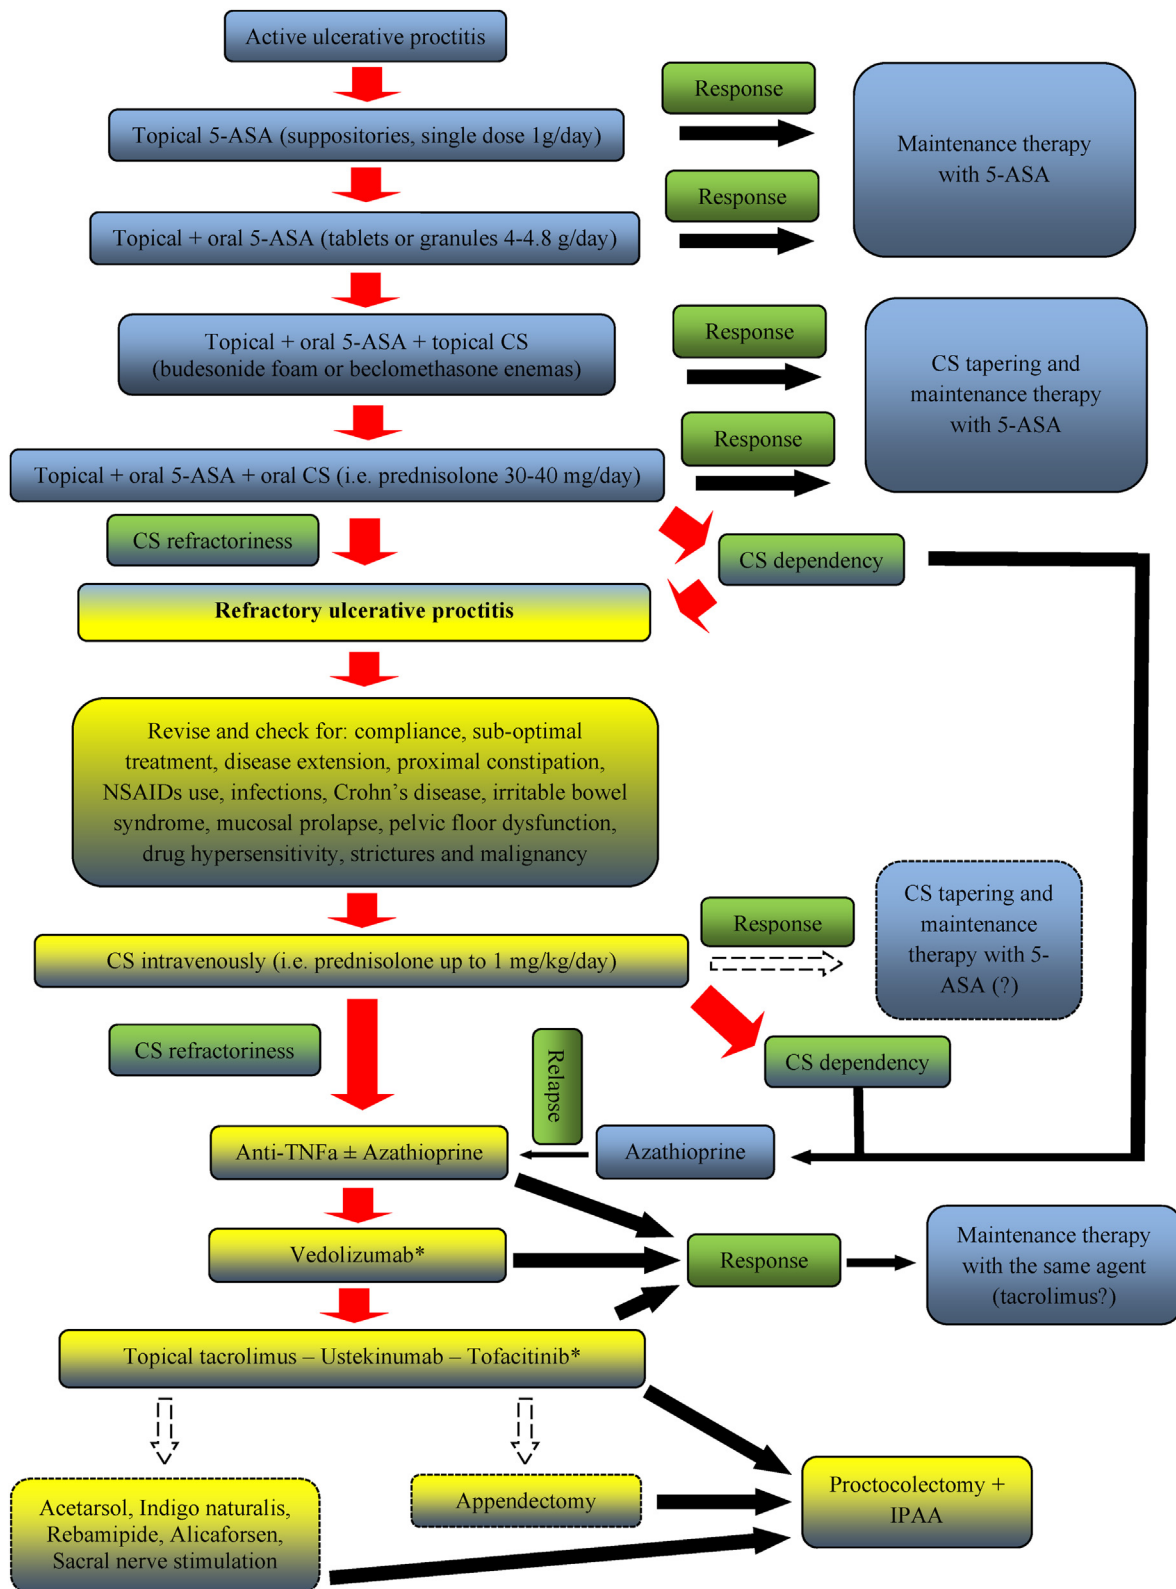 Active ulcerative proctitis
Topical 5-ASA (suppositories, single dose 1g/day)
Response
Maintenance therapy
with 5-ASA
Response
Topical + oral 5-ASA (tablets or granules 4-4.8 g/day)
Topical + oral 5-ASA + topical CS
(budesonide foam or beclomethasone enemas)
Response
CS tapering and
maintenance therapy
with 5-ASA
Response
Topical + oral 5-ASA + oral CS (i.e. prednisolone 30-40 mg/day)
CS refractoriness
CS dependency
Refractory ulcerative proctitis
Revise and check for: compliance, sub-optimal
treatment, disease extension, proximal constipation,
NSAIDs use, infections, Crohn’s disease, irritable bowel
syndrome, mucosal prolapse, pelvic floor dysfunction,
drug hypersensitivity, strictures and malignancy
CS intravenously (i.e. prednisolone up to 1 mg/kg/day)
Response
CS tapering and
maintenance
therapy with 5-
ASA (?)
CS refractoriness
CS dependency
Relapse
Anti-TNFa ± Azathioprine
Azathioprine
Vedolizumab*
Response
Maintenance therapy
with the same agent
(tacrolimus?)
Topical tacrolimus – Ustekinumab – Tofacitinib*
Acetarsol, Indigo naturalis,
Rebamipide, Alicaforsen,
Sacral nerve stimulation
Appendectomy
Proctocolectomy +
IPAA